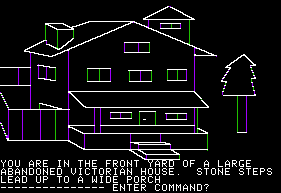 YOU ARE IN THE FRONT YARD OF A LARGE
ABANDONED VICTORIAN HOUSE.  STONE STEPS
LEAD UP TO A WIDE PORCH.
--------------- ENTER COMMAND?